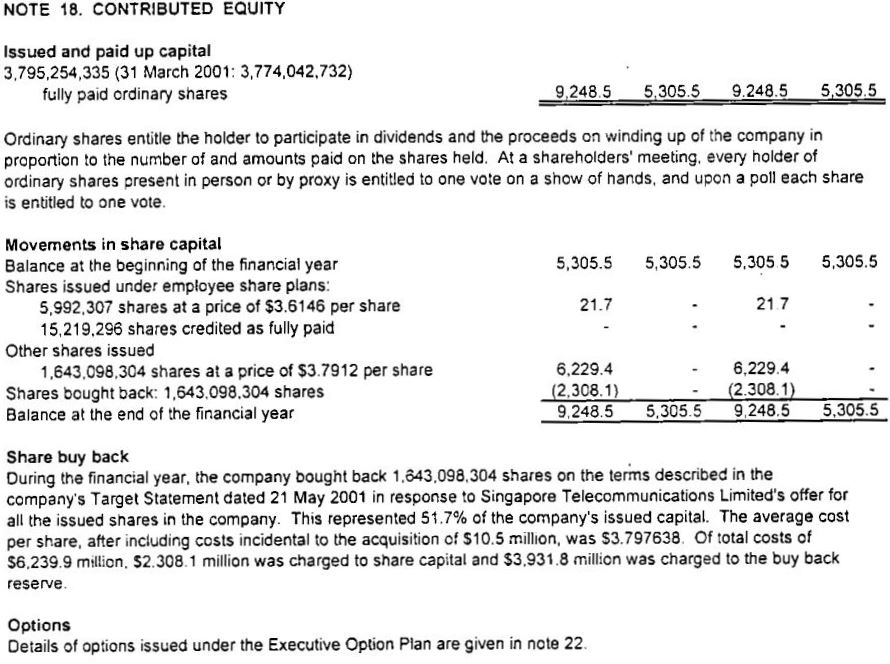 NOTE 18. CONTRIBUTED EQUITY
Issued and paid up capital
3,795,254,335 (31 March 2001: 3,774,042,732)
fully paid ordinary shares 9,248.5 5,305.5 9.248.5 5,305.5
Ordinary shares entitle the holder to participate in dividends and the proceeds on winding up of the company in
proportion to the number of and amounts paid on the shares held. At a shareholders' meeting, every holder of
ordinary shares present in person or by proxy is entitled to one vote on a show of hands, and upon a poll each share
is entitled to one vote.
Movements in share capital
Balance at the beginning of the financial year 5,305.5 5,305.5 5,305.5 5,305.5
Shares issued under employee share plans:
5,992,307 shares at a price of $3.6146 per share 21.7 - 21.7 -
15,219,296 shares credited as fully paid - - - -
Other shares issued
1,643,098,304 shares at a price of $3.7912 per share 6,229.4 - 6,229.4 -
Shares bought back: 1,643,098,304 shares (2,308.1) - (2.308.1) -
Balance at the end of the financial year 9,248.5 5,305.5 9,248.5 5,305.5
Share buy back
During the financial year, the company bought back 1,643,098,304 shares on the terms described in the
company's Target Statement dated 21 May 2001 in response to Singapore Telecommunications Limited's offer for
all the issued shares in the company. This represented 51.7% of the company's issued capital. The average cost
per share, after including costs incidental to the acquisition of $10.5 million, was $3.797638. Of total costs of
$6,239.9 million, $2.308.1 million was charged to share capital and $3,931.8 million was charged to the buy back
reserve.
Options
Details of options issued under the Executive Option Plan are given in note 22.